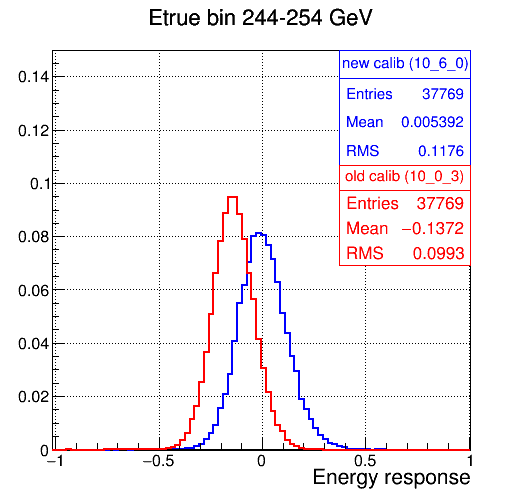 Etrue bin 244-254 GeV
new calib (10_6_0)
Entries 37769
Mean 0.005392
RMS 0.1176
old calib (10_0_3)
Entries 37769
Mean −0.1372
RMS 0.0993
0.14
0.12
0.1
0.08
0.06
0.04
0.02
0
−1 −0.5 0 0.5 1
Energy response